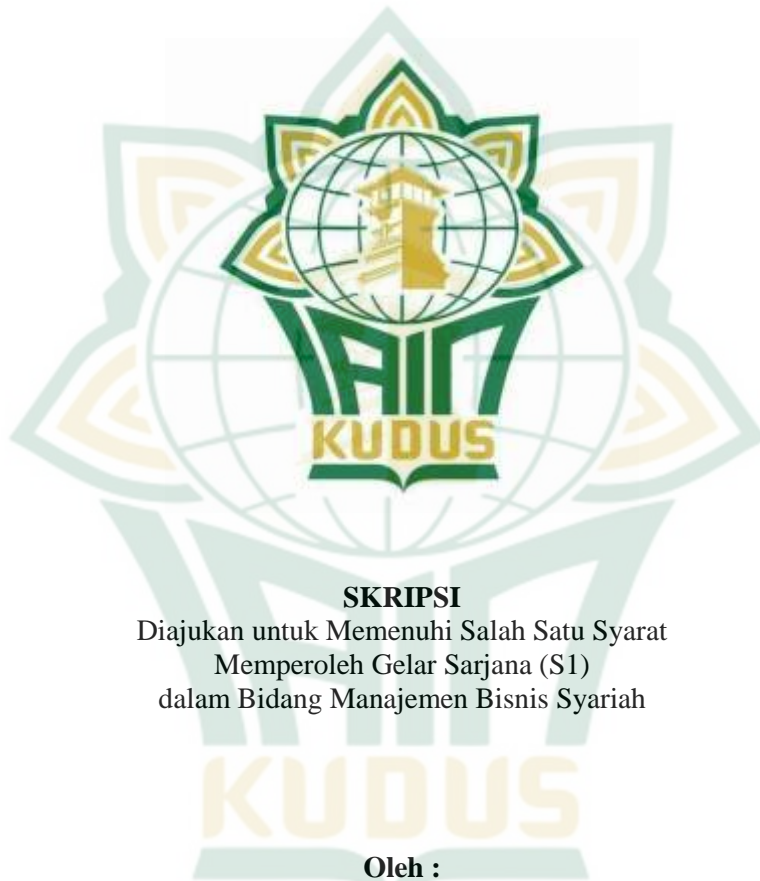 IAIN
KUDUS
SKRIPSI
Diajukan untuk Memenuhi Salah Satu Syarat
Memperoleh Gelar Sarjana (S1)
dalam Bidang Manajemen Bisnis Syariah
IAIN
KUDUS
Oleh :